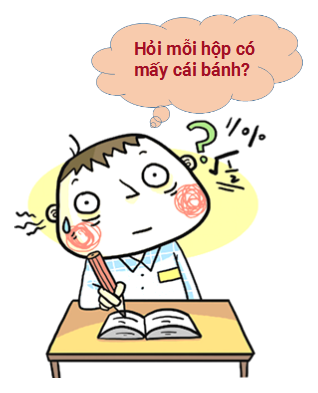 Hỏi mỗi hộp có
mấy cái bánh?
?